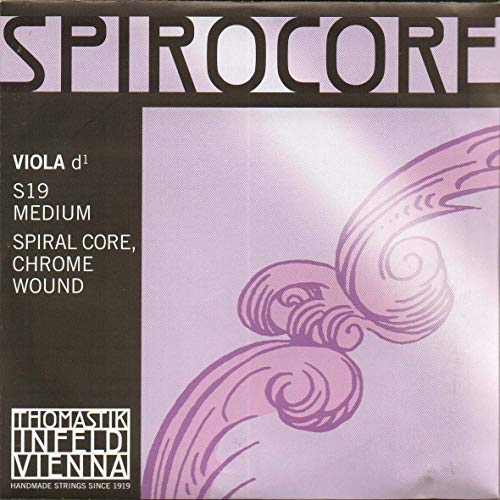 SPIROCORE
VIOLA d¹
S19
MEDIUM
SPIRAL CORE,
CHROME
WOUND
THOMASTIK
INFELD
VIENNA
HANDMADE STRINGS SINCE 1919